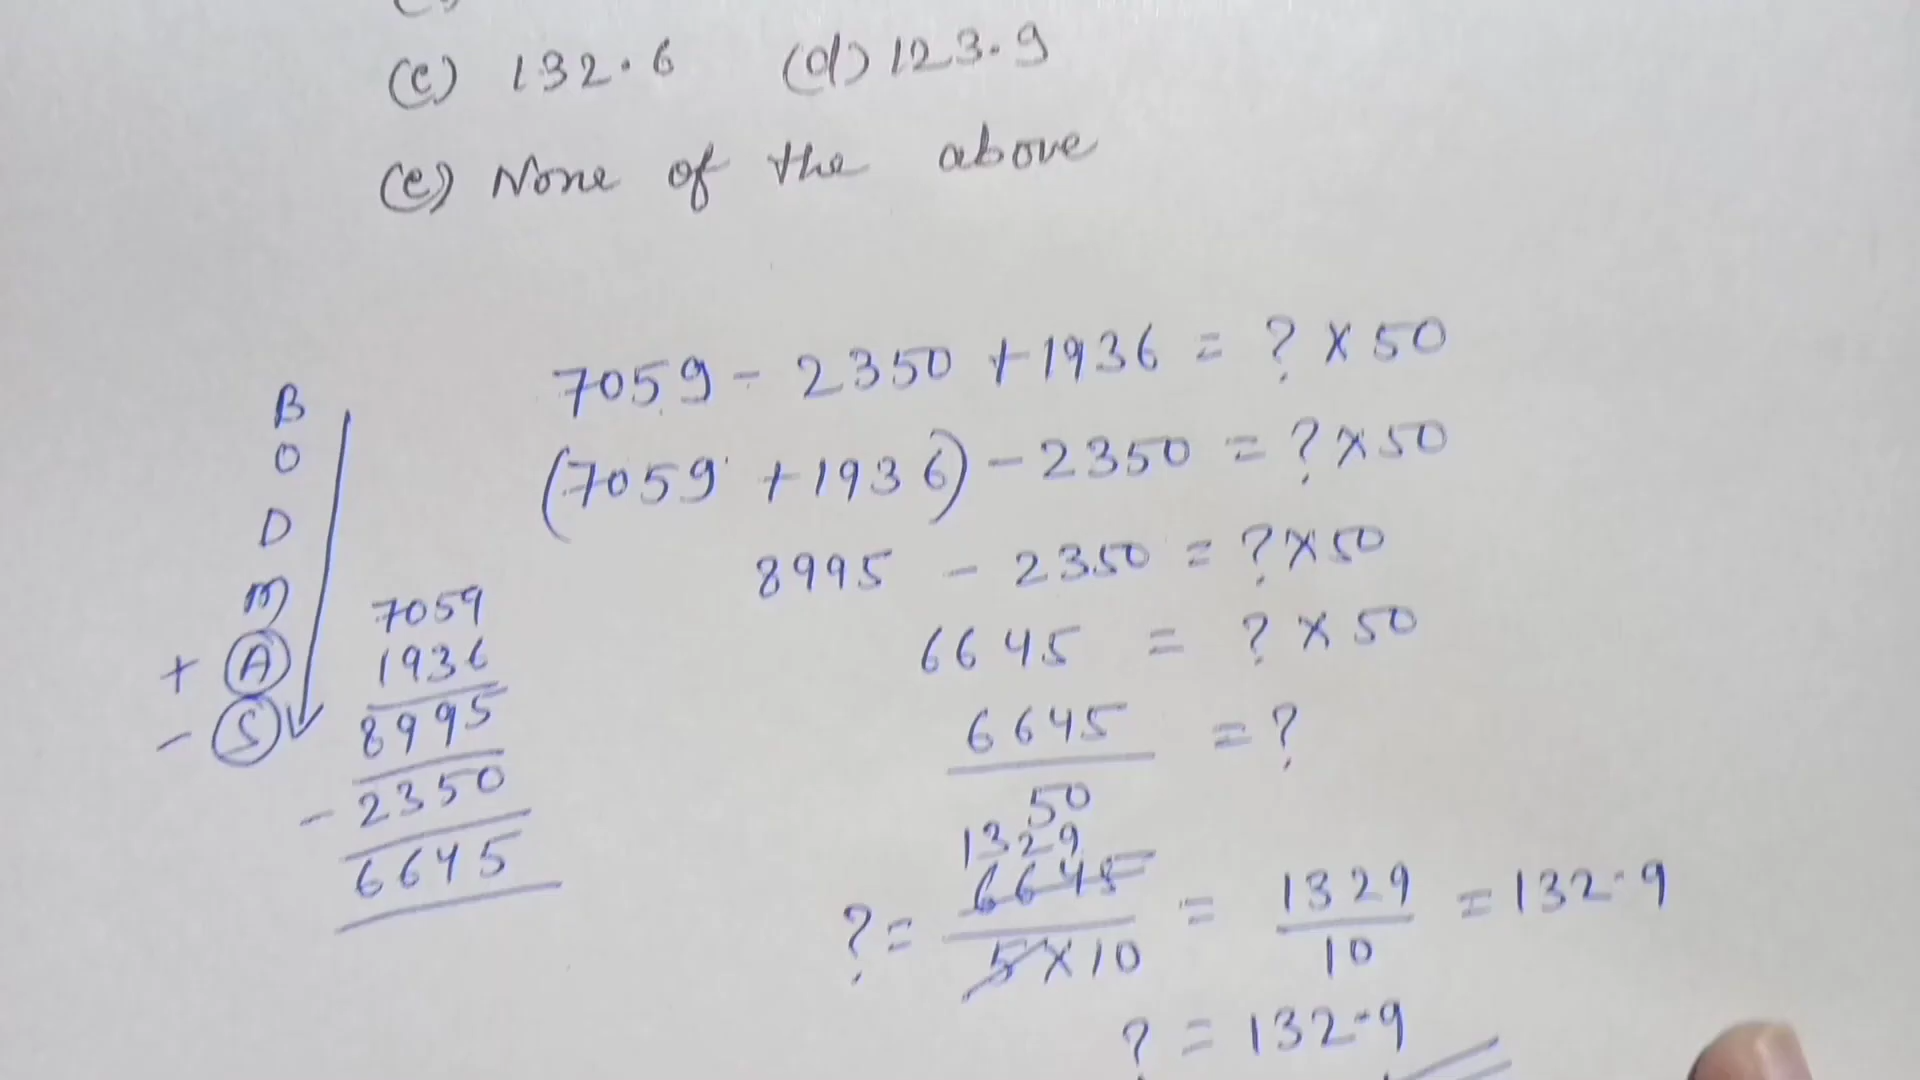 (c) 132.6 (d) 123.9
(e) None of the above
7059 - 2350 + 1936 = ? × 50
(7059 + 1936) - 2350 = ? × 50
8995 - 2350 = ? × 50
6645 = ? × 50
6645 = ?
50
1329
? = 6645 = 1329 = 132.9
5×10 10
? = 132.9
B
O
D
M
+ A
- S
7059
1936
8995
- 2350
6645